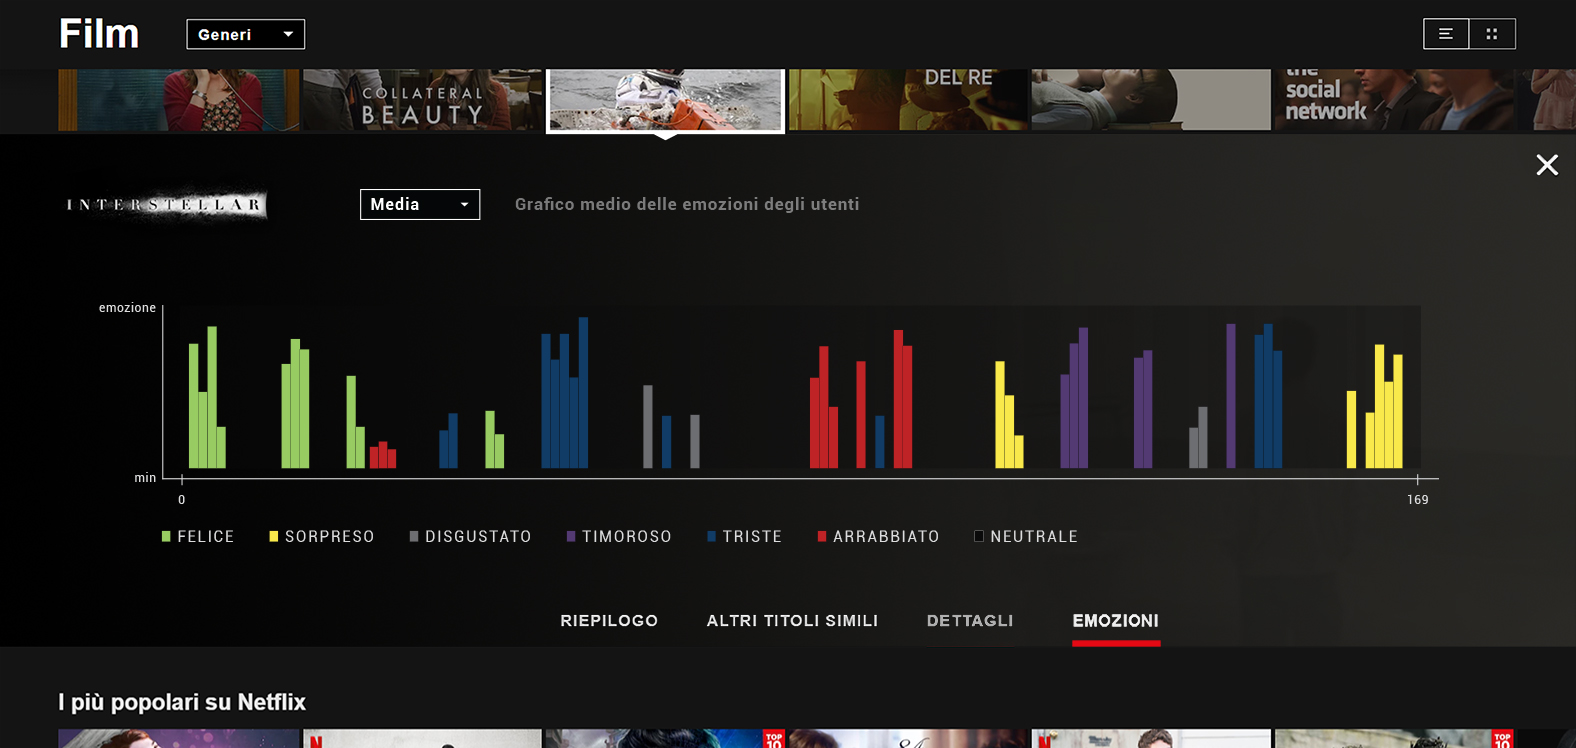 Film
Generi
COLLATERAL
BEAUTY
DEL RE
the
social
network
INTERSTELLAR
Media
Grafico medio delle emozioni degli utenti
emozione
min
0
169
FELICE
SORPRESO
DISGUSTATO
TIMOROSO
TRISTE
ARRABBIATO
NEUTRALE
RIEPILOGO
ALTRI TITOLI SIMILI
DETTAGLI
EMOZIONI
I più popolari su Netflix
N
TOP
10
N
TOP
10